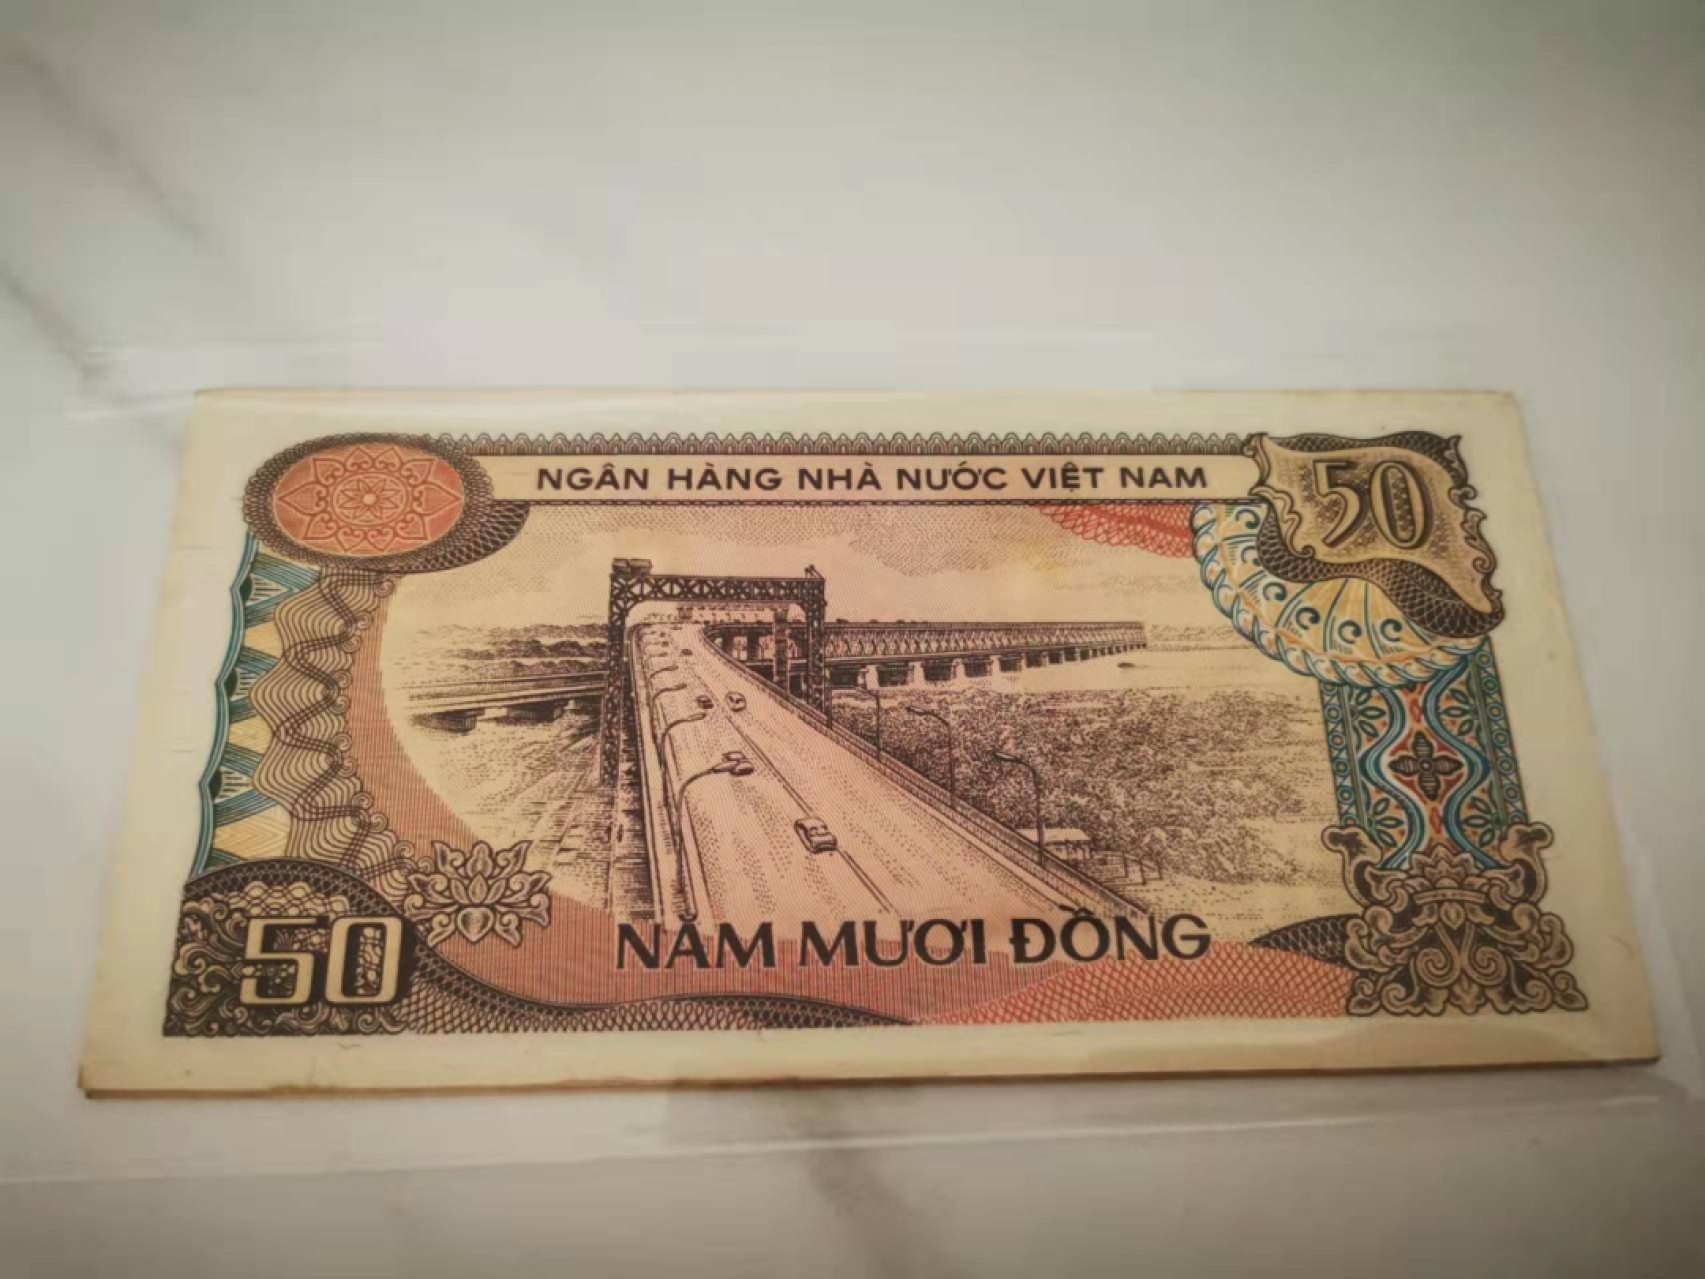 NGÂN HÀNG NHÀ NƯỚC VIỆT NAM
50
50
NĂM MƯƠI ĐỒNG